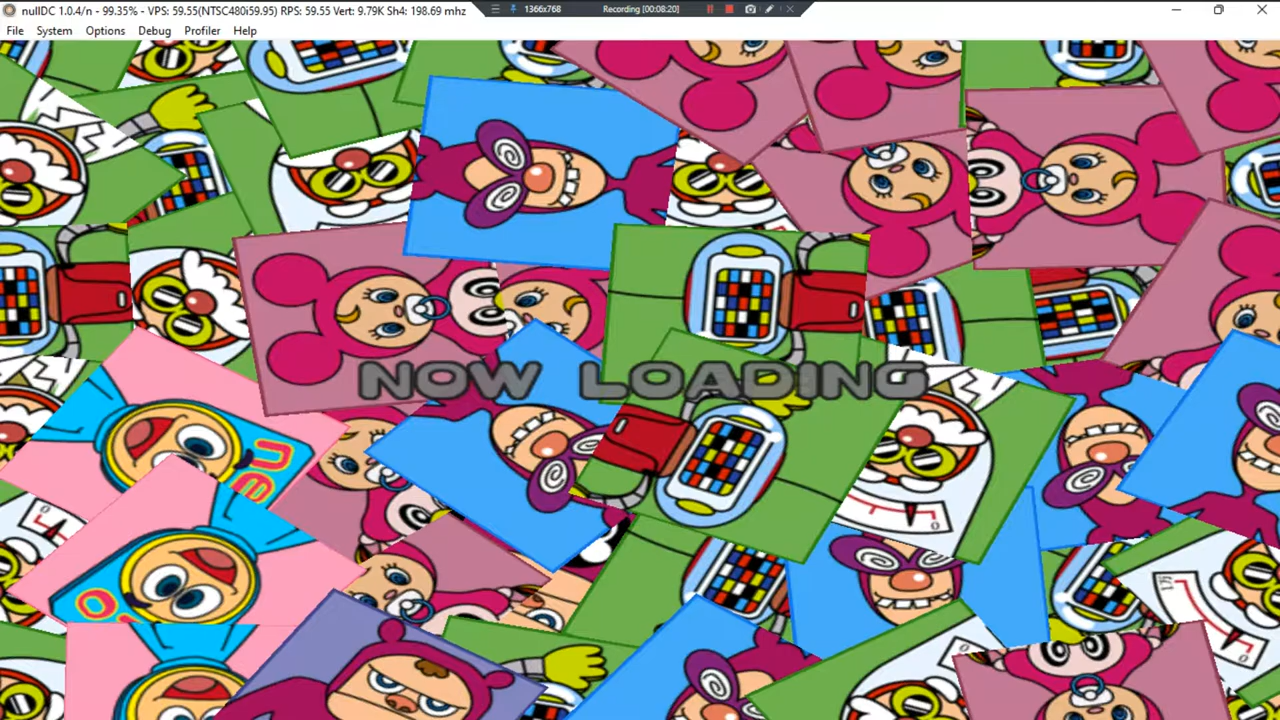 nullDC 1.0.4/n - 99.35% - VPS: 59.55(NTSC480i59.95) RPS: 59.55 Vert: 9.79K Sh4: 198.69 mhz
1366x768
Recording [00:08:20]
File System Options Debug Profiler Help
NOW LOADING